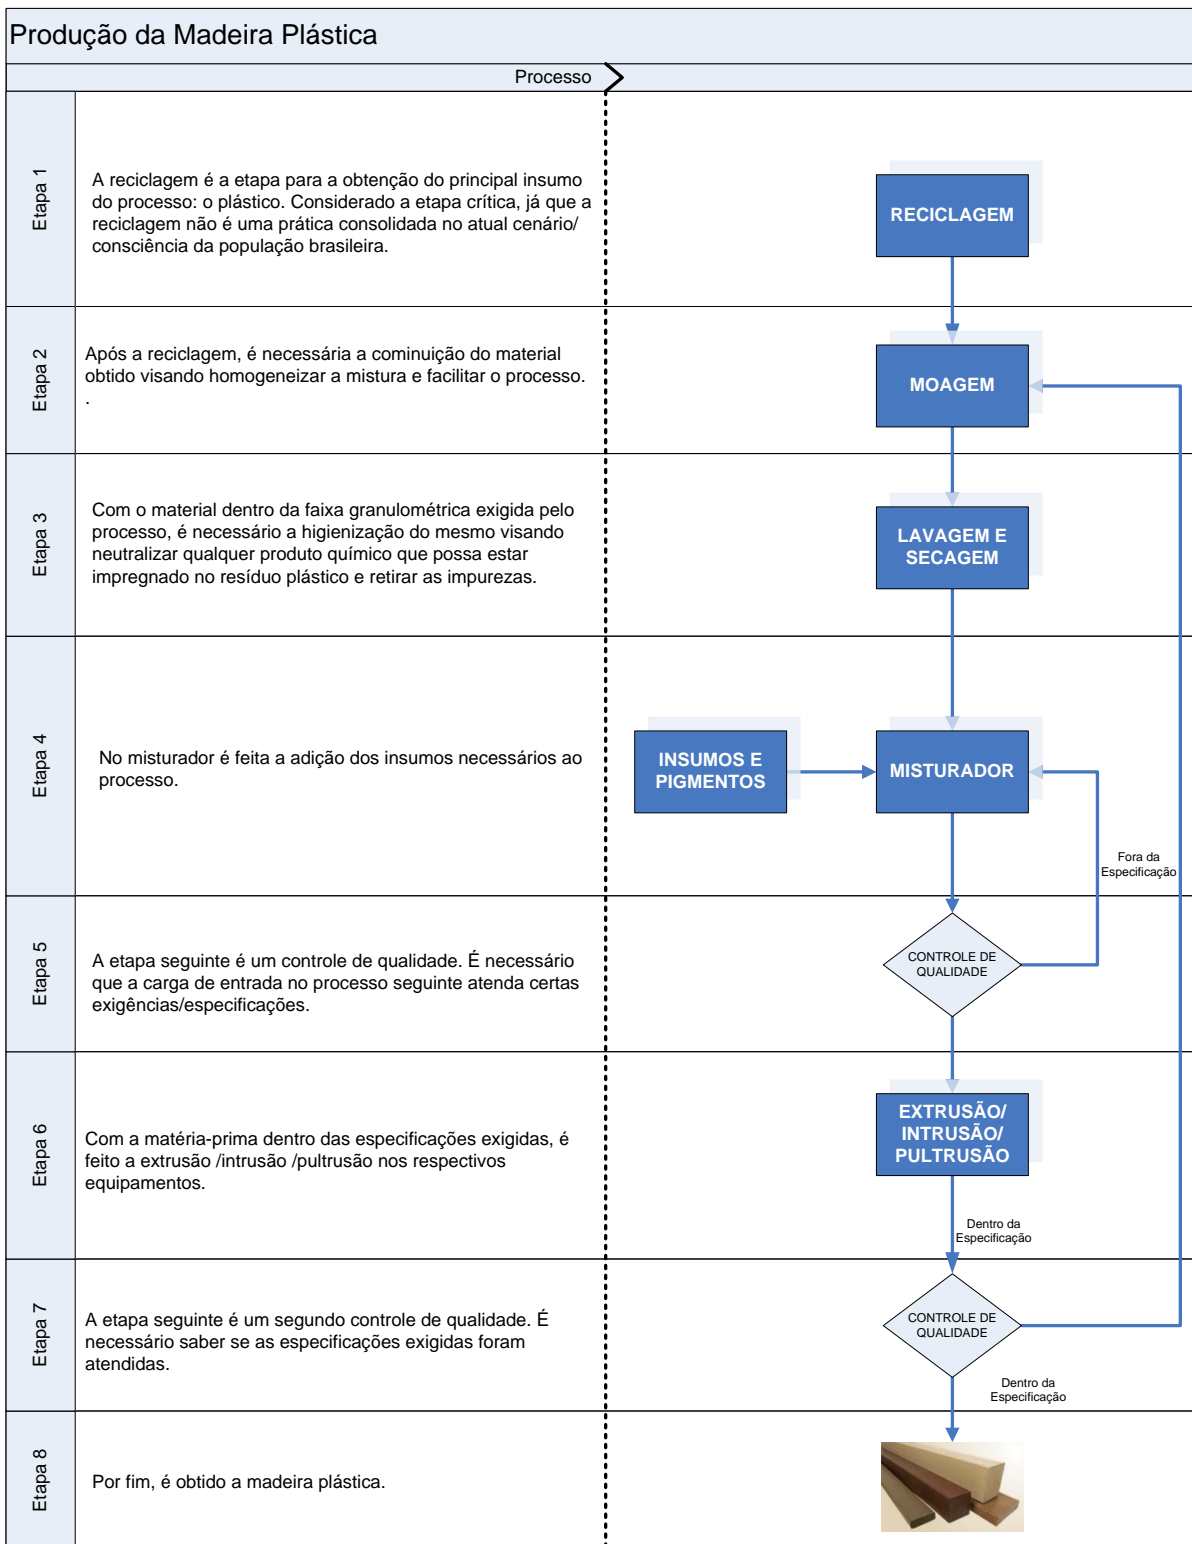 Produção da Madeira Plástica
Processo
Etapa 1
A reciclagem é a etapa para a obtenção do principal insumo
do processo: o plástico. Considerado a etapa crítica, já que a
reciclagem não é uma prática consolidada no atual cenário/
consciência da população brasileira.
RECICLAGEM
Etapa 2
Após a reciclagem, é necessária a cominuição do material
obtido visando homogeneizar a mistura e facilitar o processo.
.
MOAGEM
Etapa 3
Com o material dentro da faixa granulométrica exigida pelo
processo, é necessário a higienização do mesmo visando
neutralizar qualquer produto químico que possa estar
impregnado no resíduo plástico e retirar as impurezas.
LAVAGEM E
SECAGEM
Etapa 4
No misturador é feita a adição dos insumos necessários ao
processo.
INSUMOS E
PIGMENTOS
MISTURADOR
Fora da
Especificação
Etapa 5
A etapa seguinte é um controle de qualidade. É necessário
que a carga de entrada no processo seguinte atenda certas
exigências/especificações.
CONTROLE DE
QUALIDADE
Etapa 6
Com a matéria-prima dentro das especificações exigidas, é
feito a extrusão /intrusão /pultrusão nos respectivos
equipamentos.
EXTRUSÃO/
INTRUSÃO/
PULTRUSÃO
Dentro da
Especificação
Etapa 7
A etapa seguinte é um segundo controle de qualidade. É
necessário saber se as especificações exigidas foram
atendidas.
CONTROLE DE
QUALIDADE
Dentro da
Especificação
Etapa 8
Por fim, é obtido a madeira plástica.